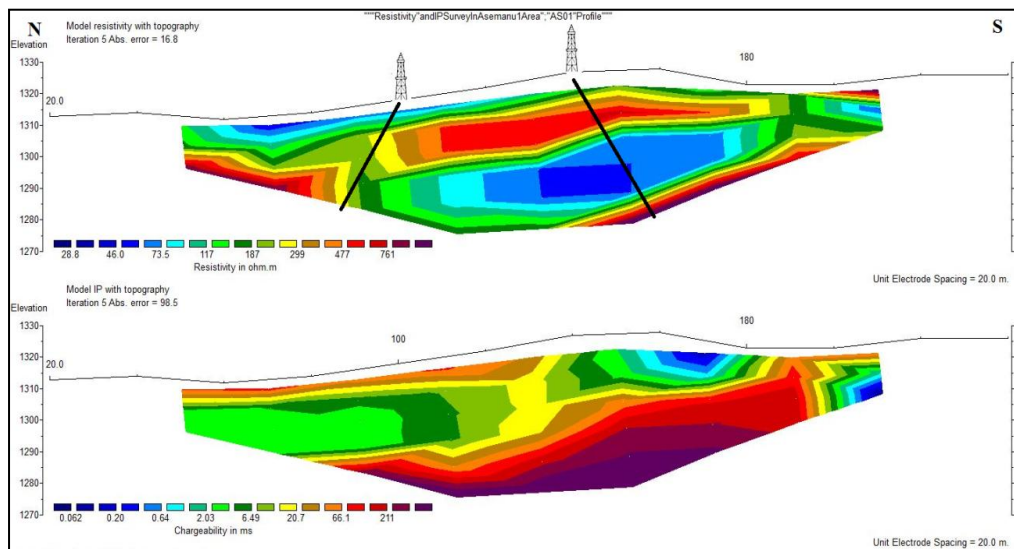 """Resistivity"andIPSurveyInAsemanu1Area";"AS01"Profile"""
N
S
Model resistivity with topography
Iteration 5 Abs. error = 16.8
Elevation
1330
1320
1310
1300
1290
1280
1270
20.0
180
28.8 46.0 73.5 117 187 299 477 761
Resistivity in ohm.m
Unit Electrode Spacing = 20.0 m.
Model IP with topography
Iteration 5 Abs. error = 98.5
Elevation
1330
1320
1310
1300
1290
1280
1270
20.0
100
180
0.062 0.20 0.64 2.03 6.49 20.7 66.1 211
Chargeability in ms
Unit Electrode Spacing = 20.0 m.